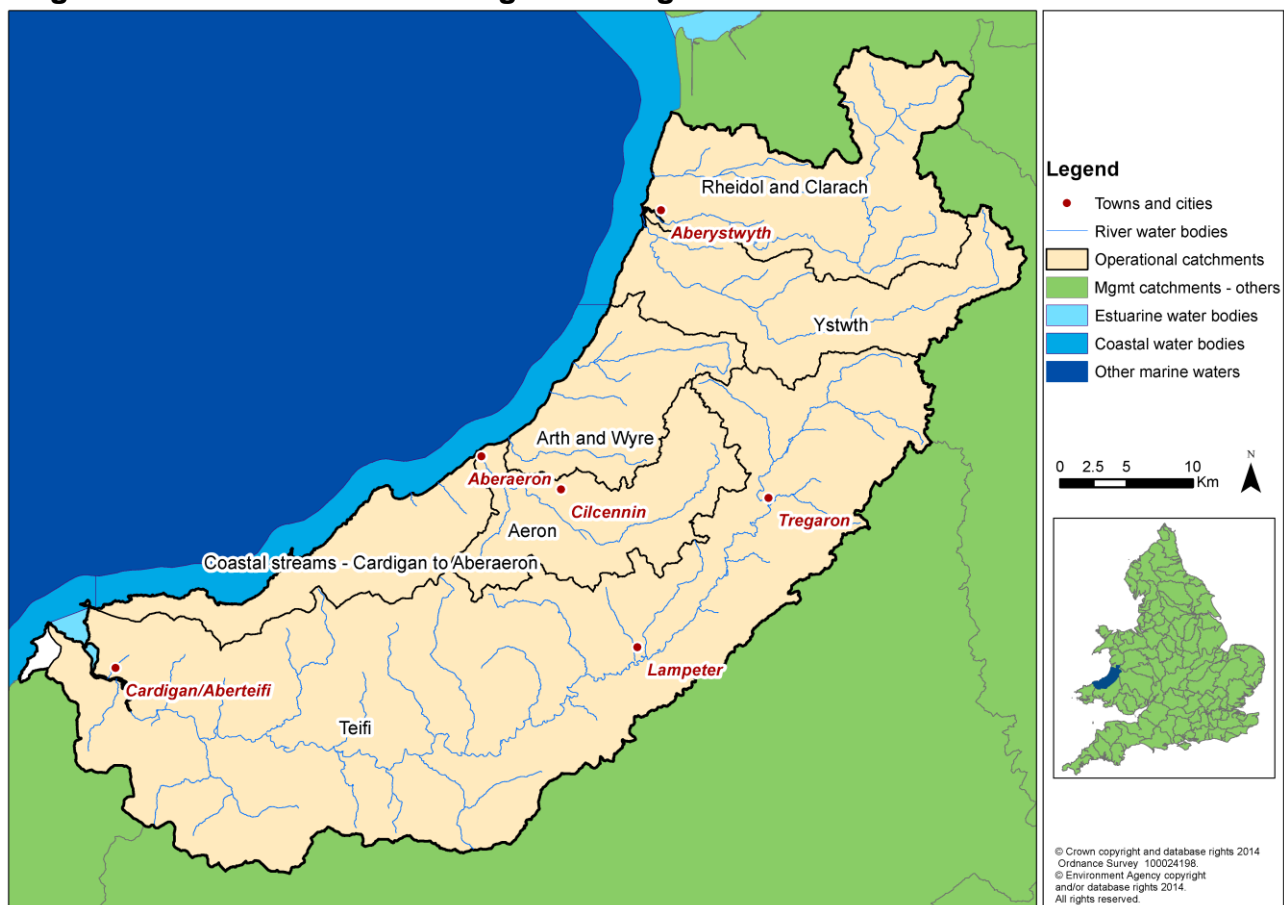 Rheidol and Clarach
Aberystwyth
Ystwth
Arth and Wyre
Aberaeron
Cilcennin
Tregaron
Aeron
Coastal streams - Cardigan to Aberaeron
Lampeter
Cardigan/Aberteifi
Teifi
Legend
Towns and cities
River water bodies
Operational catchments
Mgmt catchments - others
Estuarine water bodies
Coastal water bodies
Other marine waters
N
0 2.5 5 10
Km
© Crown copyright and database rights 2014
Ordnance Survey 100024198.
© Environment Agency copyright
and/or database rights 2014.
All rights reserved.